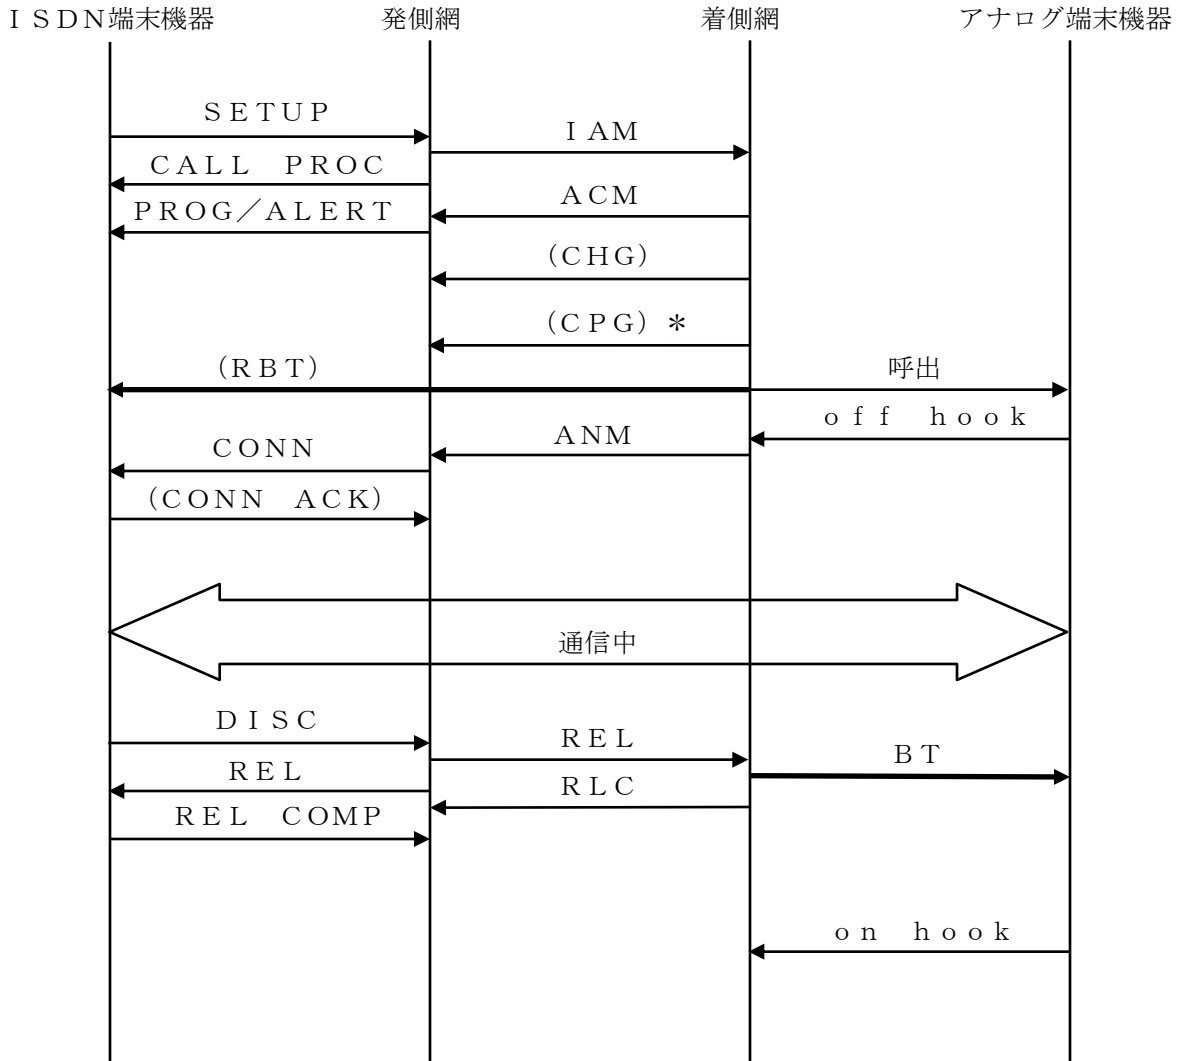 ＩＳＤＮ端末機器
発側網
着側網
アナログ端末機器
ＳＥＴＵＰ
ＩＡＭ
ＣＡＬＬ　ＰＲＯＣ
ＡＣＭ
ＰＲＯＧ／ＡＬＥＲＴ
（ＣＨＧ）
（ＣＰＧ）＊
（ＲＢＴ）
呼出
ｏｆｆ　ｈｏｏｋ
ＡＮＭ
ＣＯＮＮ
（ＣＯＮＮ　ＡＣＫ）
通信中
ＤＩＳＣ
ＲＥＬ
ＢＴ
ＲＥＬ
ＲＬＣ
ＲＥＬ　ＣＯＭＰ
ｏｎ　ｈｏｏｋ